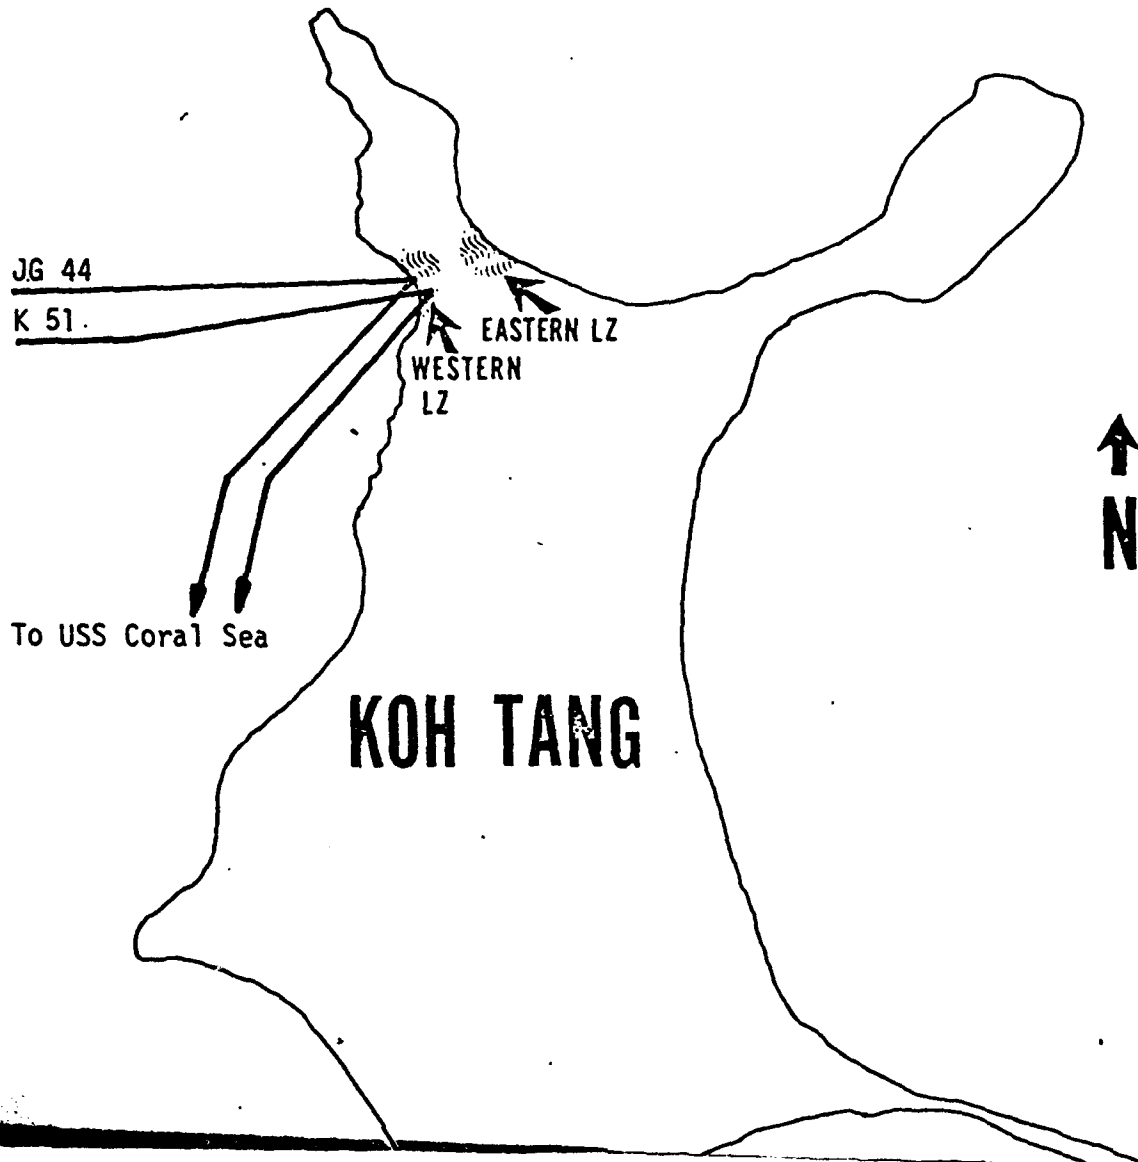 JG 44
K 51
EASTERN LZ
WESTERN
LZ
N
To USS Coral Sea
KOH TANG